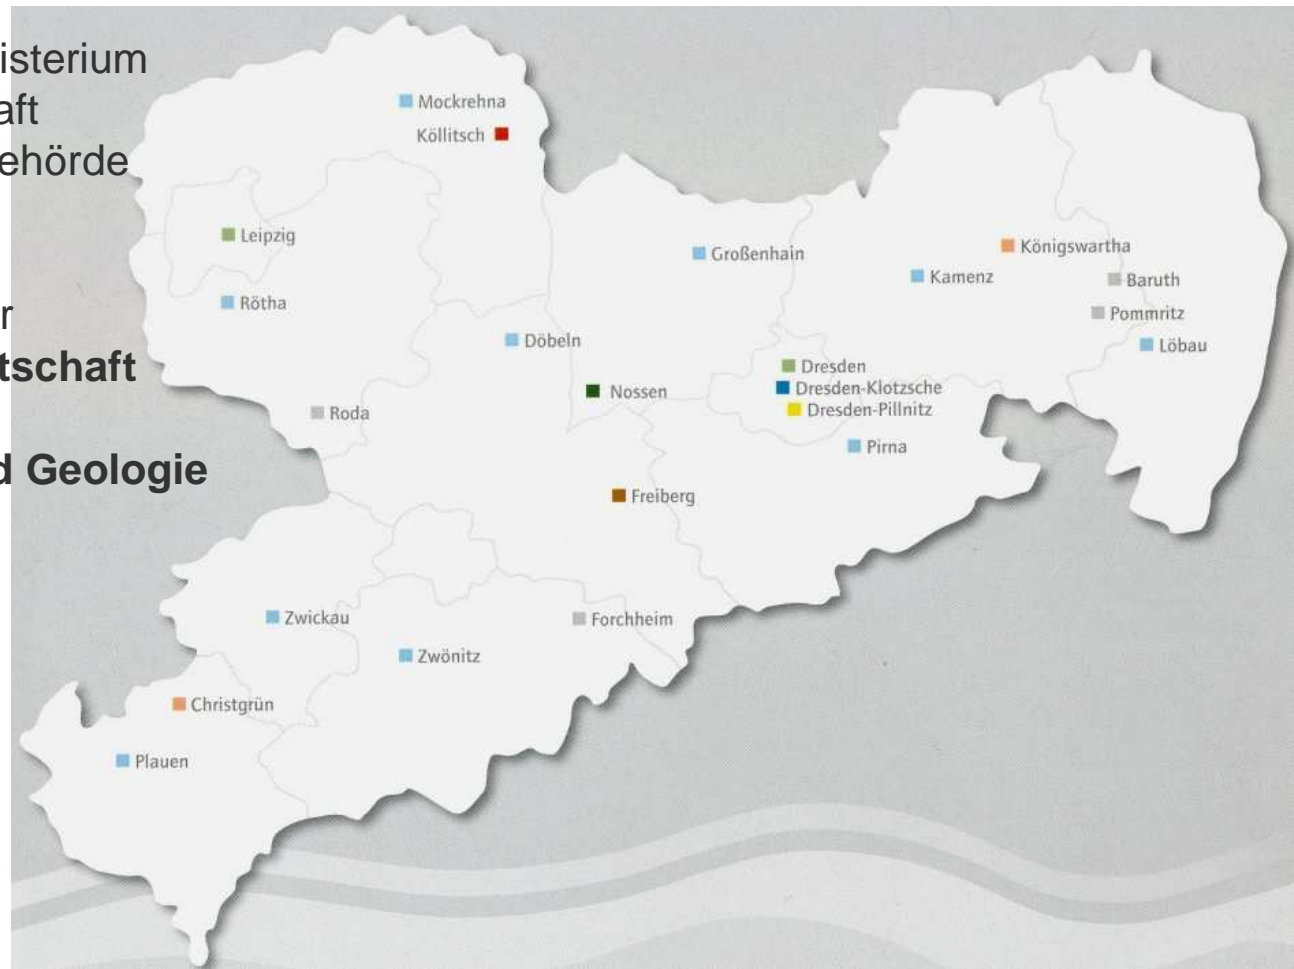 isterium
aft
ehörde
r
tschaft
d Geologie
Mockrehna
Köllitsch
Leipzig
Großenhain
Königswartha
Kamenz
Baruth
Rötha
Pommritz
Döbeln
Löbau
Dresden
Nossen
Dresden-Klotzsche
Dresden-Pillnitz
Roda
Pirna
Freiberg
Zwickau
Forchheim
Zwönitz
Christgrün
Plauen